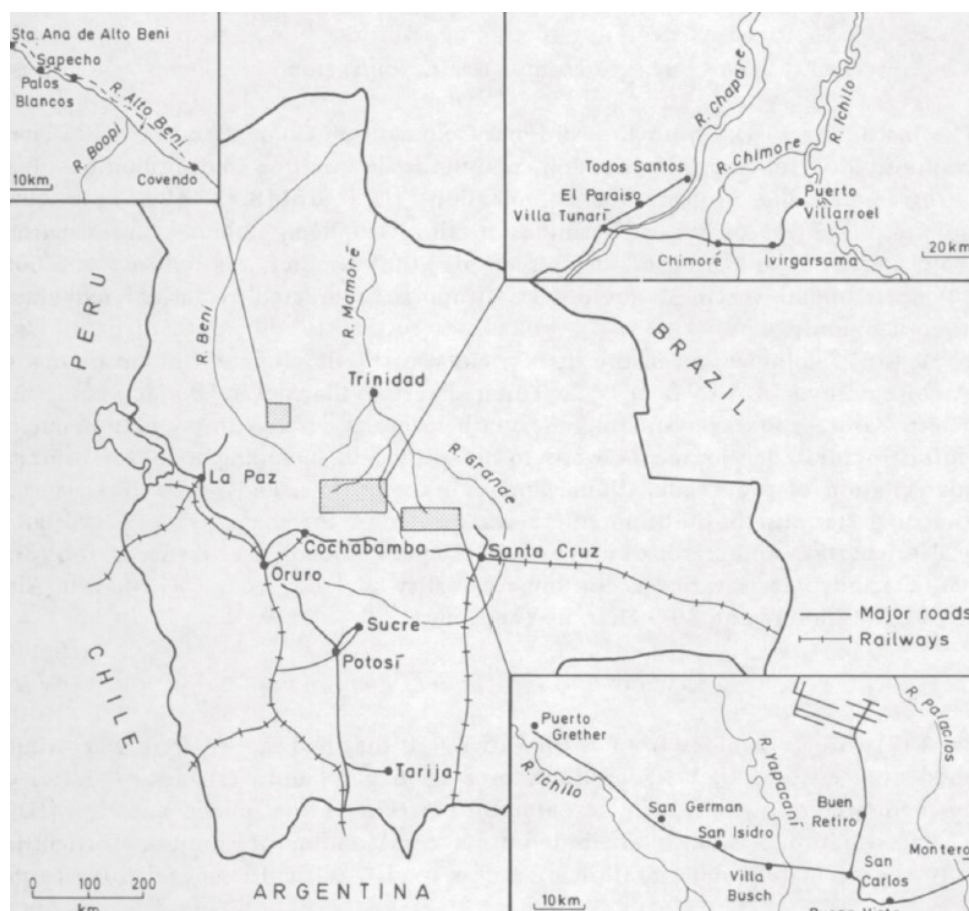 Sta. Ana de Alto Beni
Sapecho
Palos
Blancos
R. Alto Beni
R. Boopi
10km
Covendo
R. Chapare
R. Ichilo
R. Chimore
Todos Santos
El Paraiso
Villa Tunari
Puerto
Villarroel
Chimoré
Ivirgarsama
20km
PERU
R. Beni
R. Mamoré
BRAZIL
Trinidad
R. Grande
La Paz
Cochabamba
Santa Cruz
Oruro
Sucre
Potosí
Major roads
Railways
CHILE
Tarija
0 100 200
km
ARGENTINA
Puerto
Grether
R. Ichilo
R. Yapacaní
R. Palacios
San German
San Isidro
Buen
Retiro
Montero
Villa
Busch
San
Carlos
10km